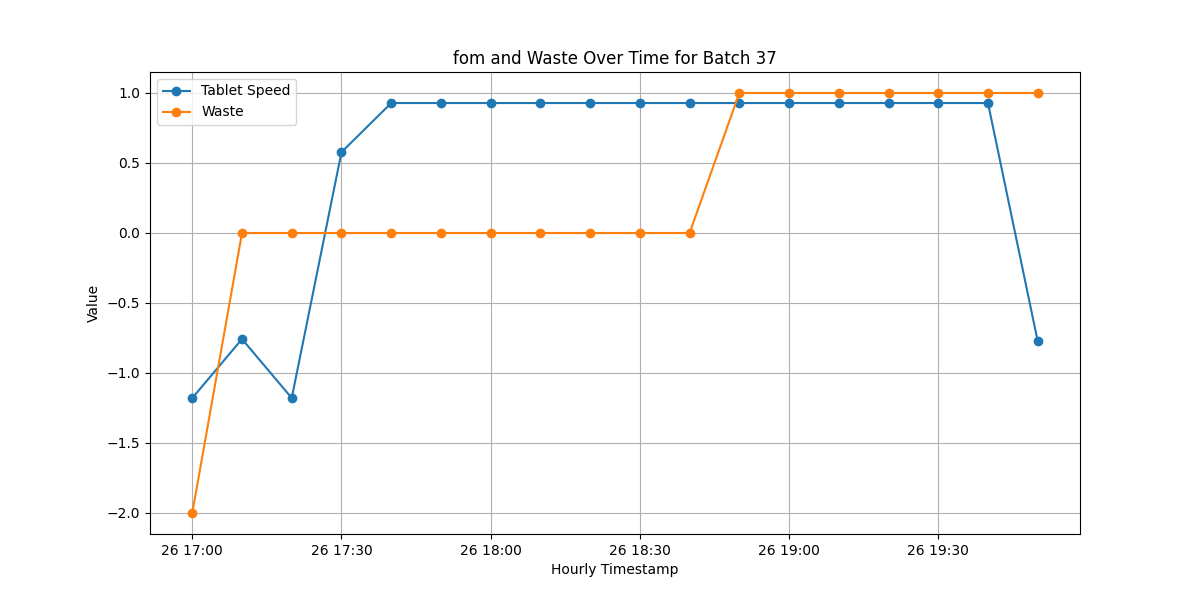 fom and Waste Over Time for Batch 37
Tablet Speed
Waste
1.0
0.5
0.0
−0.5
−1.0
−1.5
−2.0
Value
26 17:00
26 17:30
26 18:00
26 18:30
26 19:00
26 19:30
Hourly Timestamp